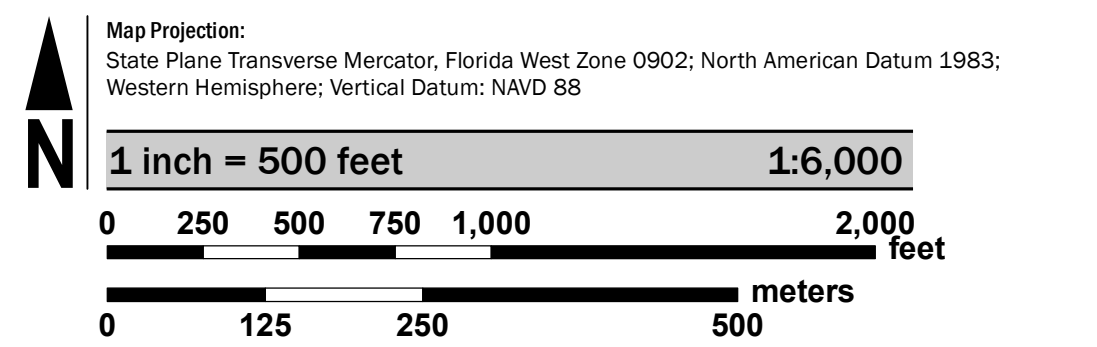 N
Map Projection:
State Plane Transverse Mercator, Florida West Zone 0902; North American Datum 1983;
Western Hemisphere; Vertical Datum: NAVD 88
1 inch = 500 feet 1:6,000
0 250 500 750 1,000 2,000
feet
meters
0 125 250 500